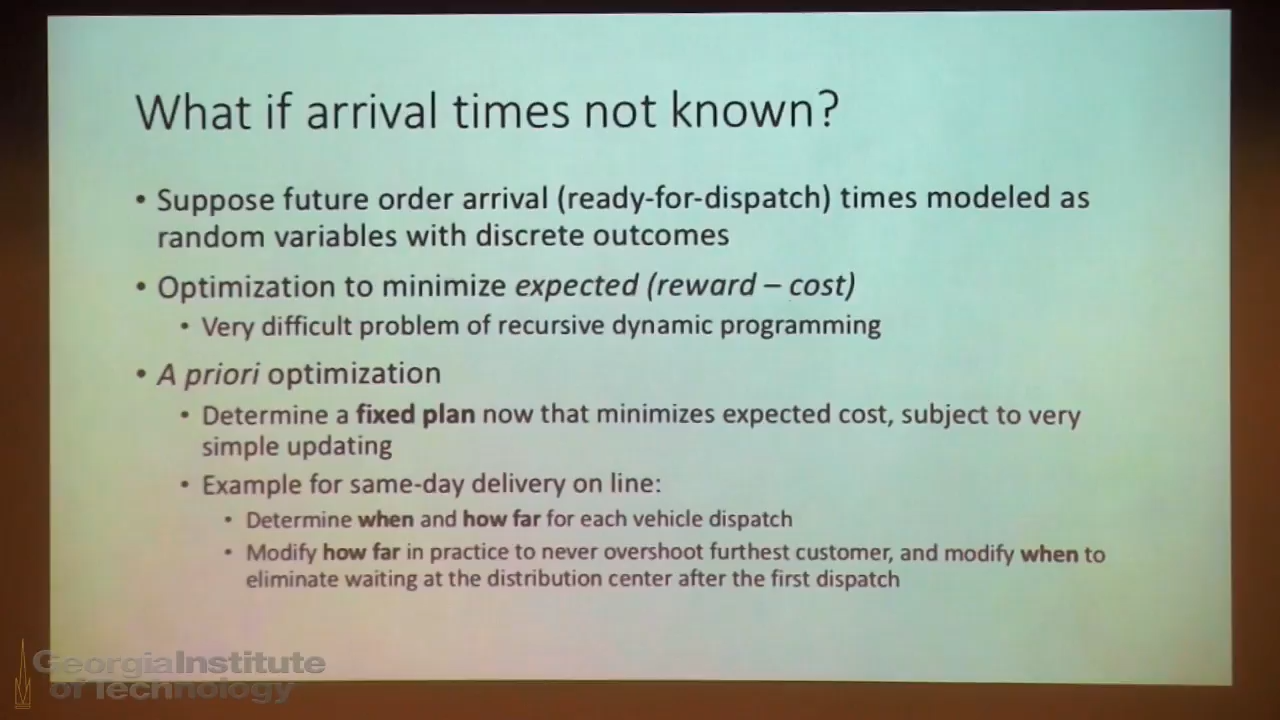 What if arrival times not known?
• Suppose future order arrival (ready-for-dispatch) times modeled as
random variables with discrete outcomes
• Optimization to minimize expected (reward – cost)
• Very difficult problem of recursive dynamic programming
• A priori optimization
• Determine a fixed plan now that minimizes expected cost, subject to very
simple updating
• Example for same-day delivery on line:
• Determine when and how far for each vehicle dispatch
• Modify how far in practice to never overshoot furthest customer, and modify when to
eliminate waiting at the distribution center after the first dispatch
GeorgiaInstitute
of Technology